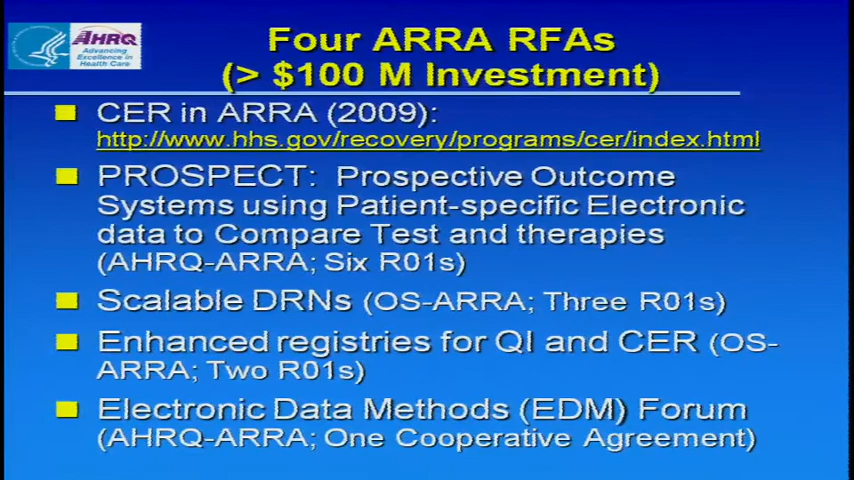 AHRQ
Advancing
Excellence in
Health Care
Four ARRA RFAs
(> $100 M Investment)
CER in ARRA (2009):
http://www.hhs.gov/recovery/programs/cer/index.html
PROSPECT: Prospective Outcome
Systems using Patient-specific Electronic
data to Compare Test and therapies
(AHRQ-ARRA; Six R01s)
Scalable DRNs (OS-ARRA; Three R01s)
Enhanced registries for QI and CER (OS-
ARRA; Two R01s)
Electronic Data Methods (EDM) Forum
(AHRQ-ARRA; One Cooperative Agreement)